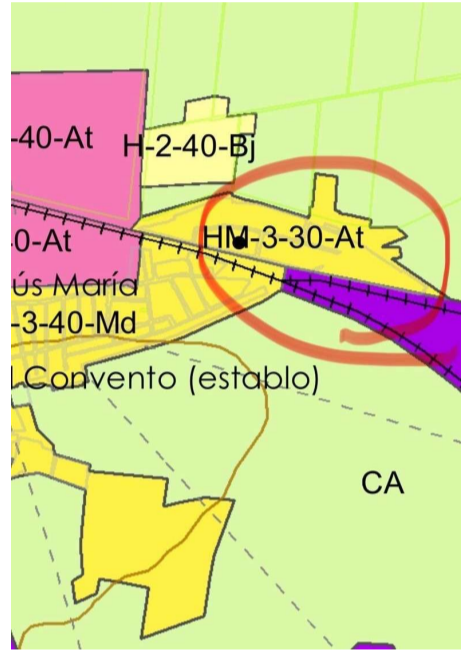 -40-At
H-2-40-Bj
0-At
HM-3-30-At
ús María
-3-40-Md
l Convento (establo)
CA